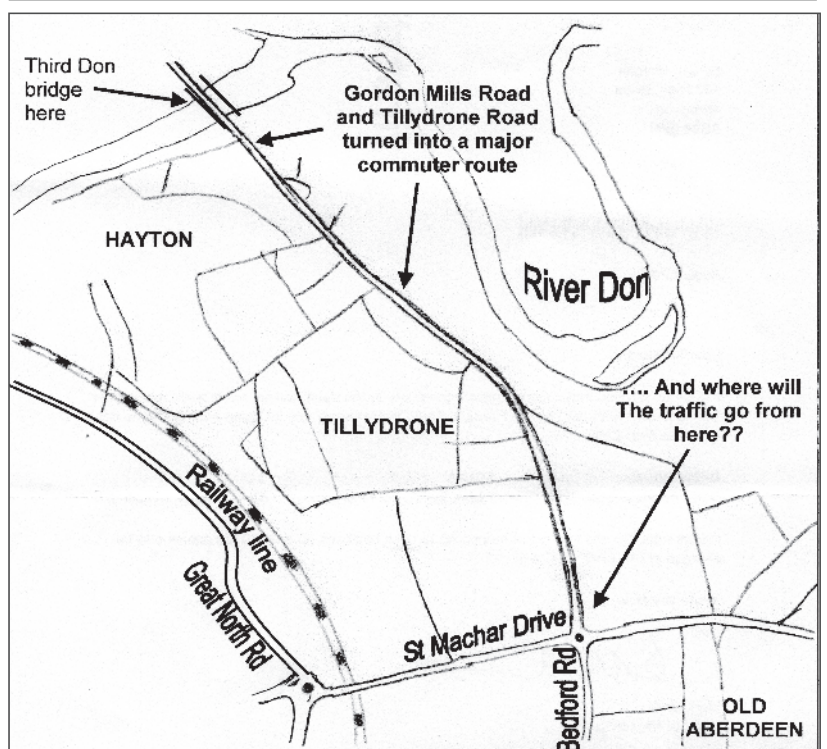 Third Don
bridge
here
Gordon Mills Road
and Tillydrone Road
turned into a major
commuter route
HAYTON
River Don
.... And where will
The traffic go from
here??
TILLYDRONE
Railway line
Great North Rd
St Machar Drive
Bedford Rd
OLD
ABERDEEN